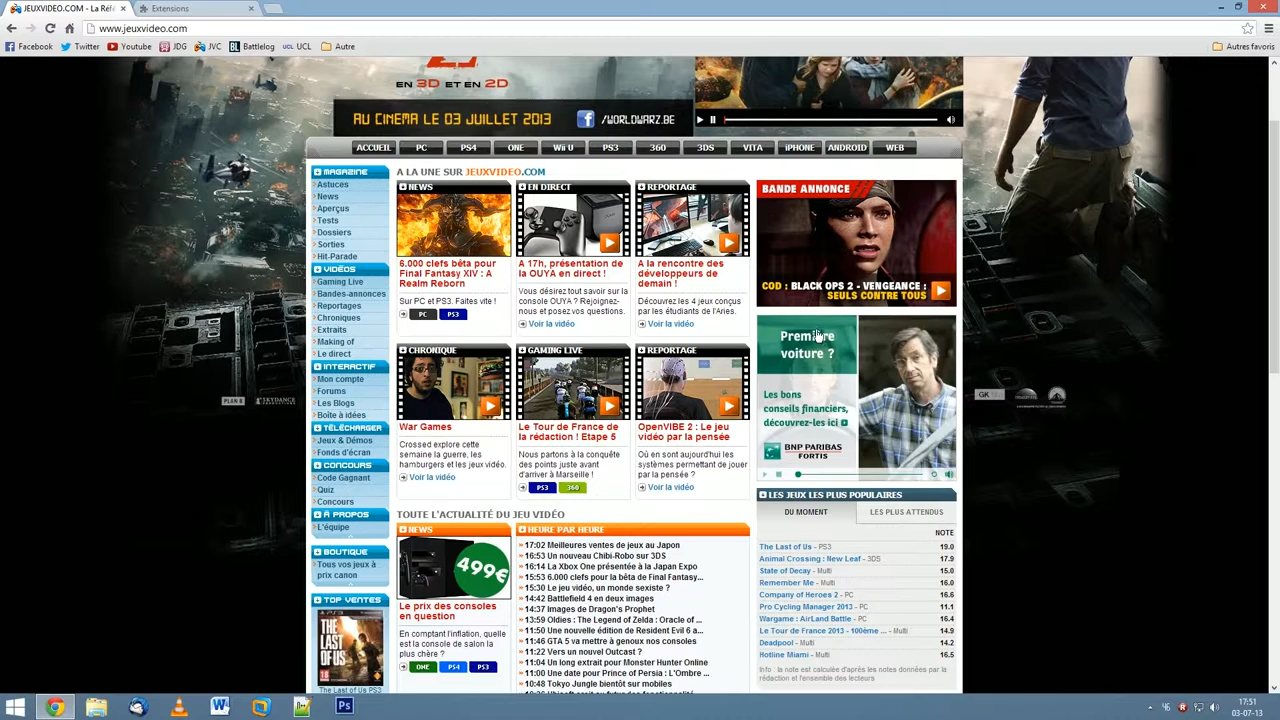 JEUXVIDEO.COM - La Réfé
Extensions
www.jeuxvideo.com
Facebook
Twitter
Youtube
JDG
JVC
Battlelog
UCL UCL
Autre
Autres favoris
EN 3D ET EN 2D
AU CINEMA LE 03 JUILLET 2013
/WORLDWARZ.BE
ACCUEIL
PC
PS4
ONE
Wii U
PS3
360
3DS
VITA
iPHONE
ANDROID
WEB
MAGAZINE
Astuces
News
Aperçus
Tests
Dossiers
Sorties
Hit-Parade
VIDÉOS
Gaming Live
Bandes-annonces
Reportages
Chroniques
Extraits
Making of
Le direct
INTERACTIF
Mon compte
Forums
Les Blogs
Boîte à idées
TÉLÉCHARGER
Jeux & Démos
Fonds d'écran
CONCOURS
Code Gagnant
Quiz
Concours
À PROPOS
L'équipe
BOUTIQUE
Tous vos jeux à
prix canon
TOP VENTES
THE LAST OF US
The Last of Us PS3
A LA UNE SUR JEUXVIDEO.COM
NEWS
6.000 clefs bêta pour
Final Fantasy XIV : A
Realm Reborn
Sur PC et PS3. Faites vite !
PC
PS3
EN DIRECT
A 17h, présentation de
la OUYA en direct !
Vous désirez tout savoir sur la
console OUYA ? Rejoignez-
nous et posez vos questions.
Voir la vidéo
REPORTAGE
A la rencontre des
développeurs de
demain !
Découvrez les 4 jeux conçus
par les étudiants de l'Aries.
Voir la vidéo
CHRONIQUE
War Games
Crossed explore cette
semaine la guerre, les
hamburgers et les jeux vidéo.
Voir la vidéo
GAMING LIVE
Le Tour de France de
la rédaction ! Etape 5
Nous partons à la conquête
des points juste avant
d'arriver à Marseille !
PS3
360
REPORTAGE
OpenVIBE 2 : Le jeu
vidéo par la pensée
Où en sont aujourd'hui les
systèmes permettant de jouer
par la pensée ?
Voir la vidéo
TOUTE L'ACTUALITÉ DU JEU VIDÉO
NEWS
499€
Le prix des consoles
en question
En comptant l'inflation, quelle
est la console de salon la
plus chère ?
ONE
PS4
PS3
HEURE PAR HEURE
17:02 Meilleures ventes de jeux au Japon
16:53 Un nouveau Chibi-Robo sur 3DS
16:14 La Xbox One présentée à la Japan Expo
15:53 6.000 clefs pour la bêta de Final Fantasy...
15:30 Le jeu vidéo, un monde sexiste ?
14:42 Battlefield 4 en deux images
14:37 Images de Dragon's Prophet
13:59 Oldies : The Legend of Zelda : Oracle of ...
11:50 Une nouvelle édition de Resident Evil 6 a...
11:46 GTA 5 va mettre à genoux nos consoles
11:22 Vers un nouveau Outcast ?
11:04 Un long extrait pour Monster Hunter Online
11:00 Une date pour Prince of Persia : L'Ombre ...
10:48 Tokyo Jungle bientôt sur mobiles
BANDE ANNONCE
COD : BLACK OPS 2 - VENGEANCE :
SEULS CONTRE TOUS
Première
voiture ?
Les bons
conseils financiers,
découvrez-les ici
BNP PARIBAS
FORTIS
LES JEUX LES PLUS POPULAIRES
DU MOMENT
LES PLUS ATTENDUS
NOTE
The Last of Us - PS3 19.0
Animal Crossing : New Leaf - 3DS 17.9
State of Decay - Multi 15.0
Remember Me - Multi 16.0
Company of Heroes 2 - PC 16.6
Pro Cycling Manager 2013 - PC 11.1
Wargame : AirLand Battle - PC 16.4
Le Tour de France 2013 - 100ème ... - Multi 14.9
Deadpool - Multi 14.2
Hotline Miami - Multi 16.5
Info : la note est calculée d'après les notes données par la
rédaction et l'ensemble des lecteurs
PLAN B
SKYDANCE
GK
17:51
03-07-13